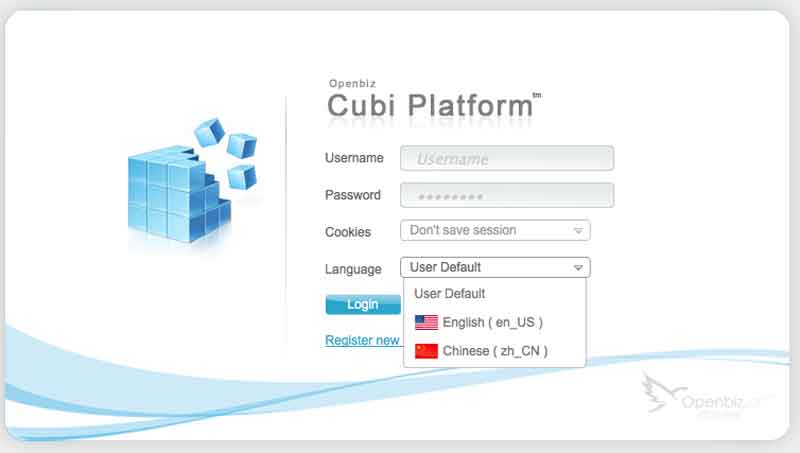 Openbiz
Cubi Platform™
Username Username
Password ••••••••
Cookies Don't save session
Language User Default
User Default
Login
English ( en_US )
Register new
Chinese ( zh_CN )
Openbiz